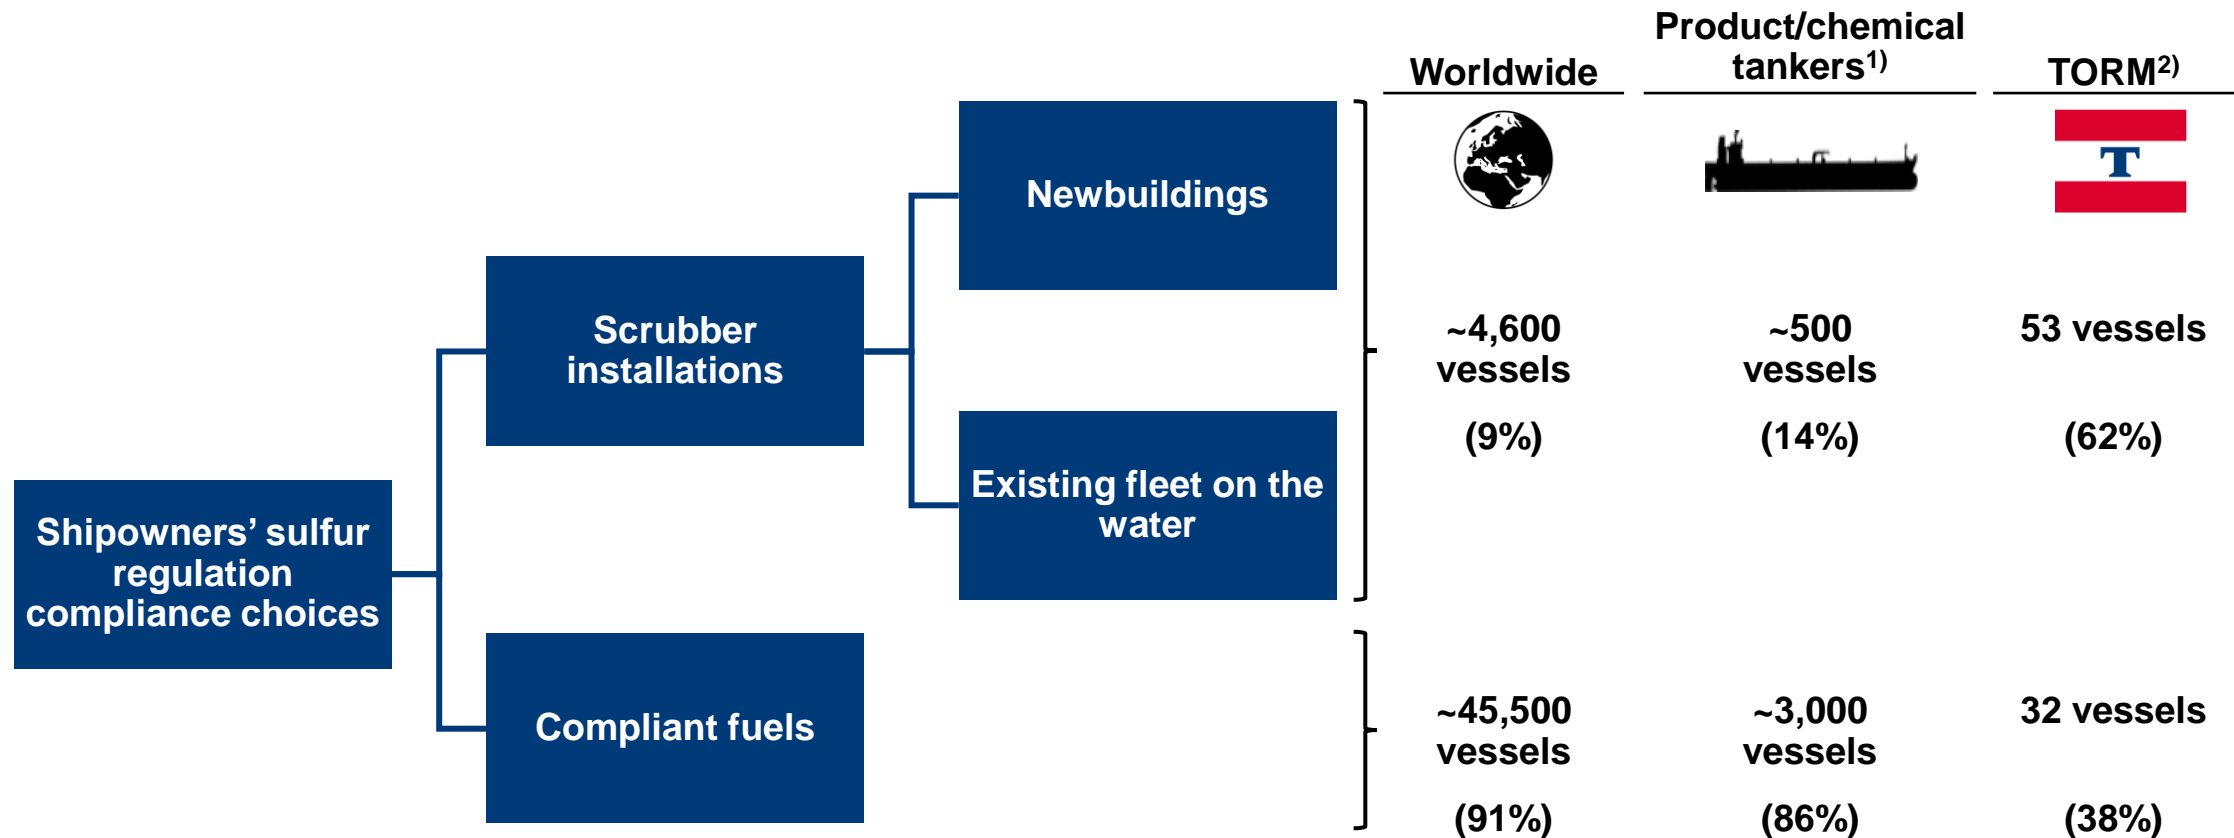 Product/chemical
Worldwide
tankers1)
TORM2)
T
Newbuildings
Scrubber
installations
~4,600
vessels
~500
vessels
53 vessels
(9%)
(14%)
(62%)
Existing fleet on the
water
Shipowners’ sulfur
regulation
compliance choices
Compliant fuels
~45,500
vessels
~3,000
vessels
32 vessels
(91%)
(86%)
(38%)